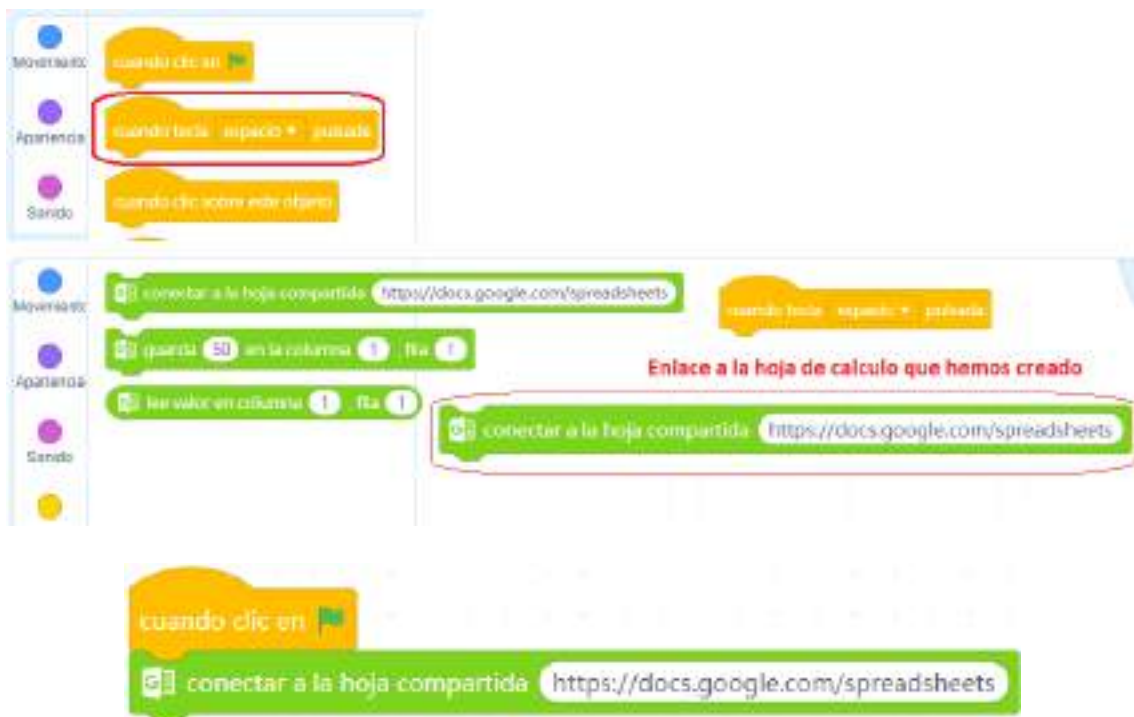 Movimiento
cuando clic en
Apariencia
cuando tecla espacio pulsada
Sonido
cuando clic sobre este objeto
Movimiento
conectar a la hoja compartida https://docs.google.com/spreadsheets
cuando tecla espacio pulsada
guarda 50 en la columna 1 fila 1
Apariencia
Enlace a la hoja de calculo que hemos creado
lee valor en columna 1 , fila 1
conectar a la hoja compartida https://docs.google.com/spreadsheets
Sonido
cuando clic en
conectar a la hoja compartida https://docs.google.com/spreadsheets